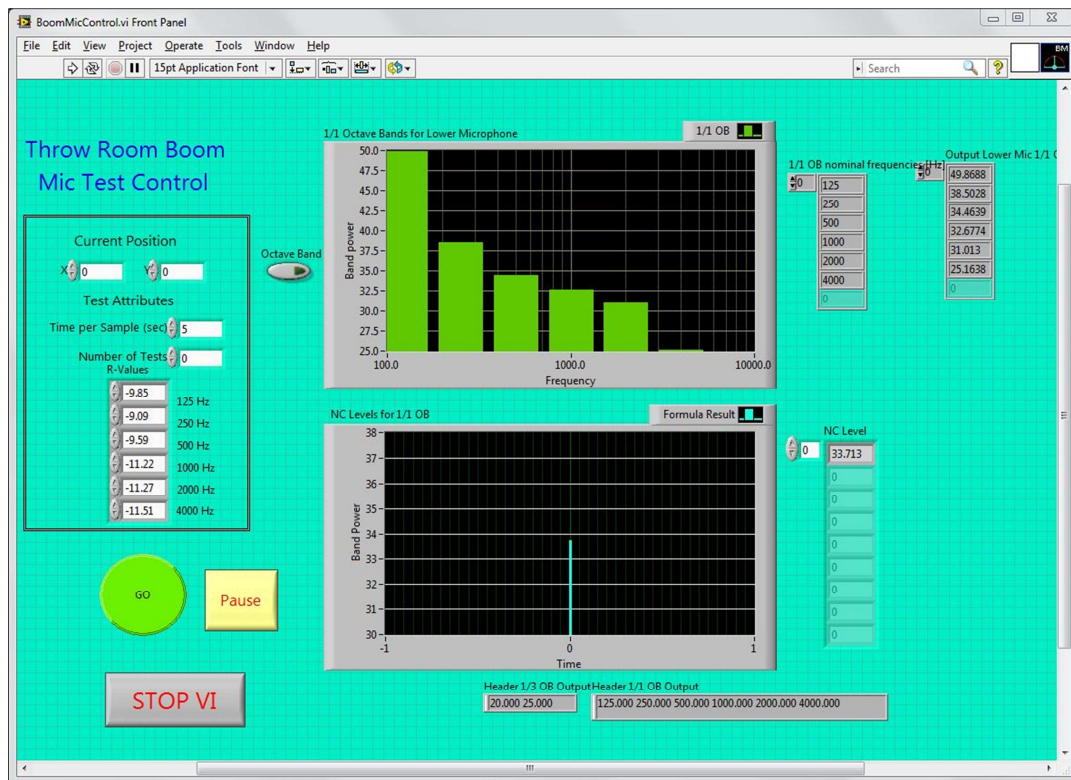 BoomMicControl.vi Front Panel
File Edit View Project Operate Tools Window Help
15pt Application Font
Search
BM
Throw Room Boom
Mic Test Control
Current Position
X 0 Y 0
Test Attributes
Time per Sample (sec) 5
Number of Tests 0
R-Values
-9.85 125 Hz
-9.09 250 Hz
-9.59 500 Hz
-11.22 1000 Hz
-11.27 2000 Hz
-11.51 4000 Hz
GO
Pause
STOP VI
Octave Band
1/1 Octave Bands for Lower Microphone
1/1 OB
Band power
50.0
47.5
45.0
42.5
40.0
37.5
35.0
32.5
30.0
27.5
25.0
100.0 1000.0 10000.0
Frequency
1/1 OB nominal frequencies [Hz]
0
125
250
500
1000
2000
4000
0
Output Lower Mic 1/1 O
0
49.8688
38.5028
34.4639
32.6774
31.013
25.1638
0
NC Levels for 1/1 OB
Formula Result
Band Power
38
37
36
35
34
33
32
31
30
-1 0 1
Time
NC Level
0
33.713
0
0
0
0
0
0
0
0
Header 1/3 OB Output
20.000 25.000
Header 1/1 OB Output
125.000 250.000 500.000 1000.000 2000.000 4000.000